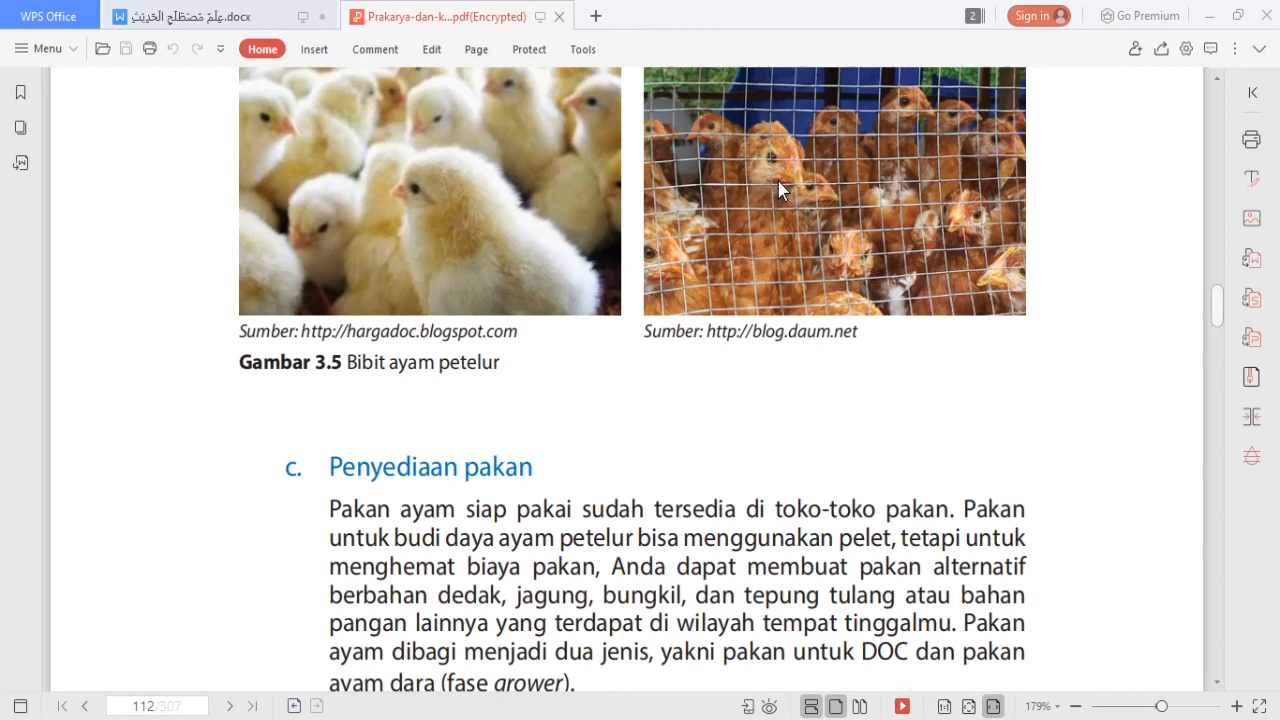 WPS Office
عِلْمُ مُصْطَلَحِ الْحَدِيْثِ.docx
Prakarya-dan-k...pdf(Encrypted)
2
Sign in
Go Premium
Menu
Home
Insert
Comment
Edit
Page
Protect
Tools
Sumber: http://hargadoc.blogspot.com
Sumber: http://blog.daum.net
Gambar 3.5 Bibit ayam petelur
c. Penyediaan pakan
Pakan ayam siap pakai sudah tersedia di toko-toko pakan. Pakan
untuk budi daya ayam petelur bisa menggunakan pelet, tetapi untuk
menghemat biaya pakan, Anda dapat membuat pakan alternatif
berbahan dedak, jagung, bungkil, dan tepung tulang atau bahan
pangan lainnya yang terdapat di wilayah tempat tinggalmu. Pakan
ayam dibagi menjadi dua jenis, yakni pakan untuk DOC dan pakan
ayam dara (fase grower).
112/307
179%